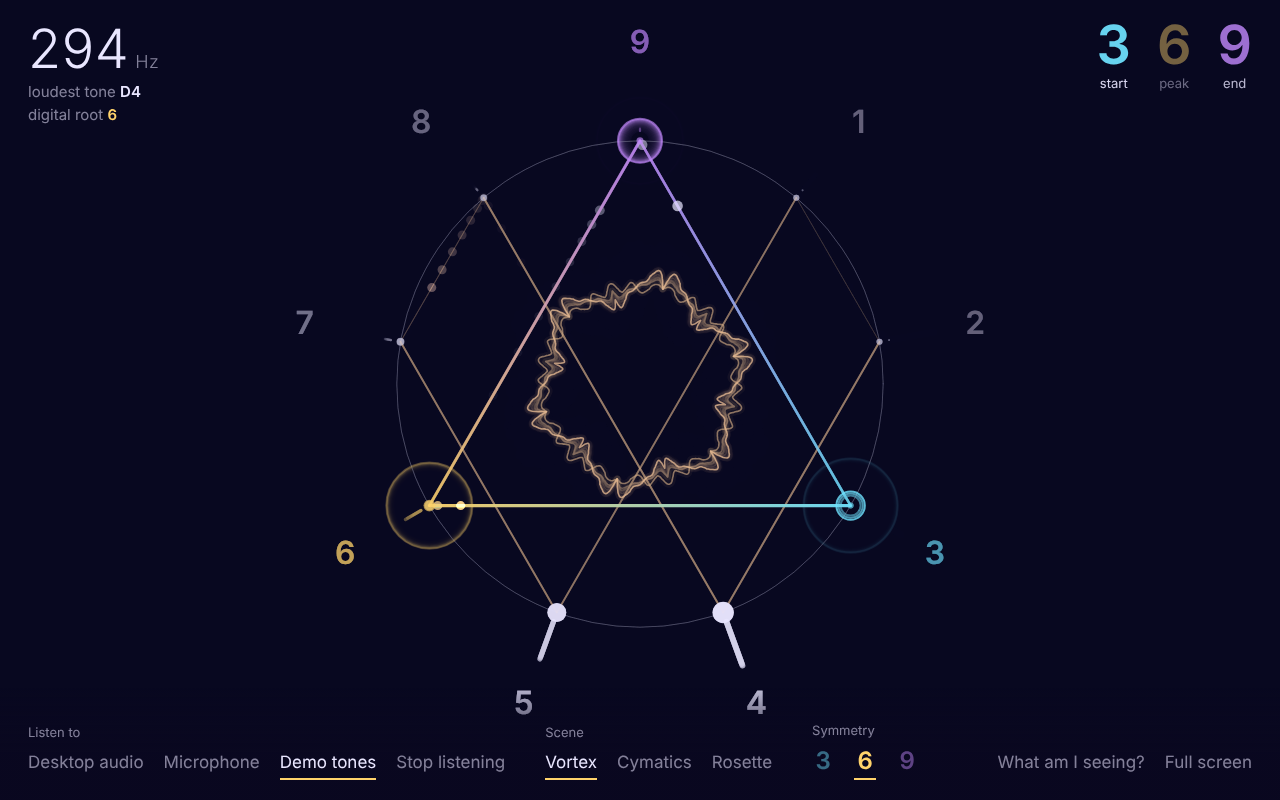 294 Hz
loudest tone D4
digital root 6
3 6 9
start peak end
9
8 1
7 2
6 3
5 4
Listen to
Desktop audio Microphone Demo tones Stop listening
Scene
Vortex Cymatics Rosette
Symmetry
3 6 9
What am I seeing? Full screen